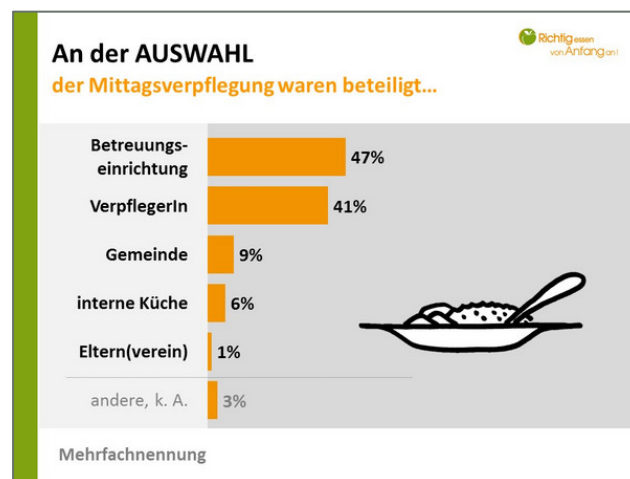 An der AUSWAHL
der Mittagsverpflegung waren beteiligt...
Richtig essen
von Anfang an!
Betreuungs-
einrichtung
47%
VerpflegerIn
41%
Gemeinde
9%
interne Küche
6%
Eltern(verein)
1%
andere, k. A.
3%
Mehrfachnennung